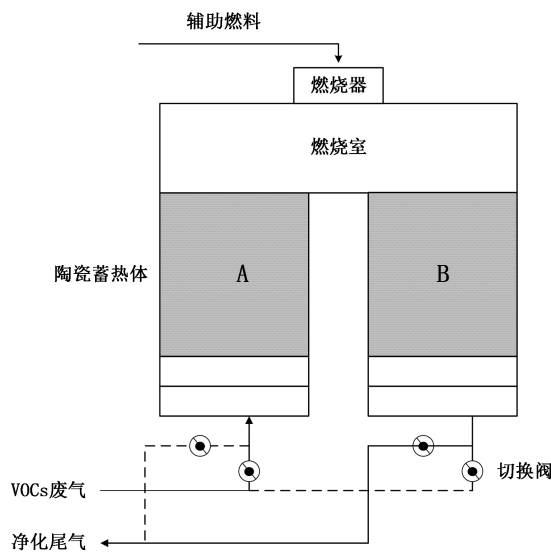 辅助燃料
燃烧器
燃烧室
陶瓷蓄热体
A
B
切换阀
VOCs废气
净化尾气